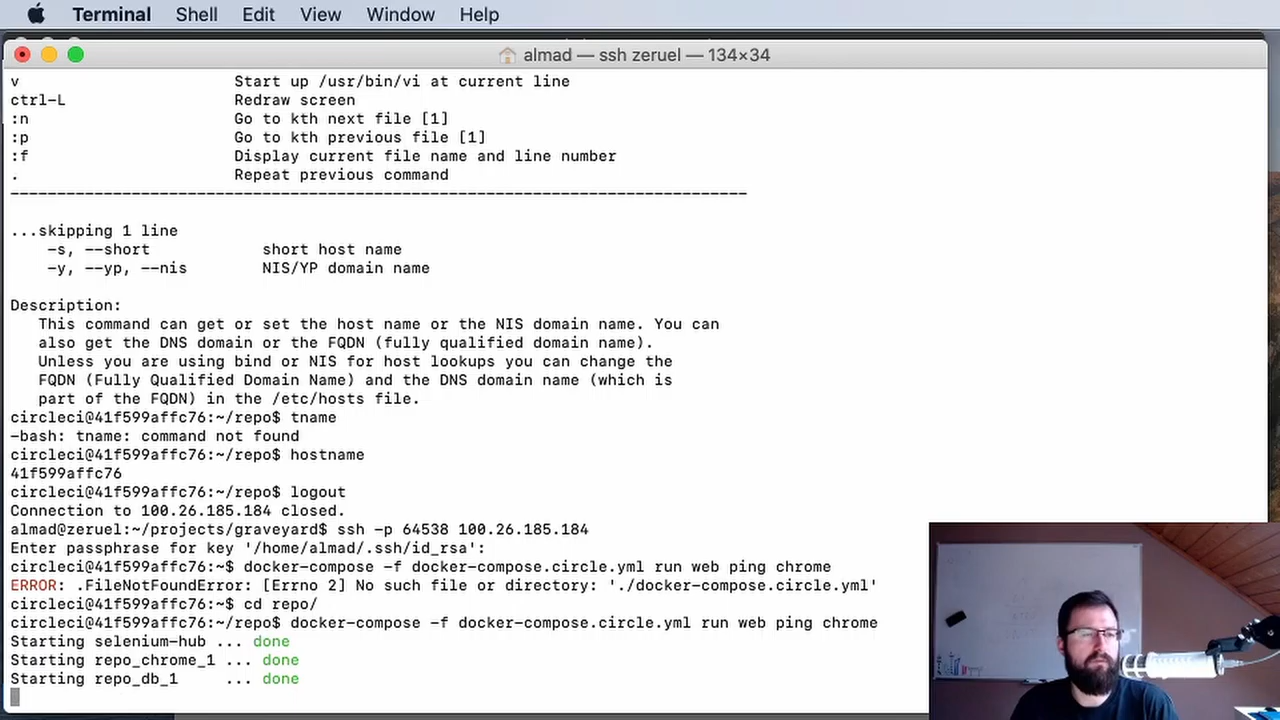 Terminal Shell Edit View Window Help
almad — ssh zeruel — 134×34
v Start up /usr/bin/vi at current line
ctrl-L Redraw screen
:n Go to kth next file [1]
:p Go to kth previous file [1]
:f Display current file name and line number
. Repeat previous command
-------------------------------------------------------------------------------
...skipping 1 line
-s, --short short host name
-y, --yp, --nis NIS/YP domain name
Description:
This command can get or set the host name or the NIS domain name. You can
also get the DNS domain or the FQDN (fully qualified domain name).
Unless you are using bind or NIS for host lookups you can change the
FQDN (Fully Qualified Domain Name) and the DNS domain name (which is
part of the FQDN) in the /etc/hosts file.
circleci@41f599affc76:~/repo$ tname
-bash: tname: command not found
circleci@41f599affc76:~/repo$ hostname
41f599affc76
circleci@41f599affc76:~/repo$ logout
Connection to 100.26.185.184 closed.
almad@zeruel:~/projects/graveyard$ ssh -p 64538 100.26.185.184
Enter passphrase for key '/home/almad/.ssh/id_rsa':
circleci@41f599affc76:~$ docker-compose -f docker-compose.circle.yml run web ping chrome
ERROR: .FileNotFoundError: [Errno 2] No such file or directory: './docker-compose.circle.yml'
circleci@41f599affc76:~$ cd repo/
circleci@41f599affc76:~/repo$ docker-compose -f docker-compose.circle.yml run web ping chrome
Starting selenium-hub ... done
Starting repo_chrome_1 ... done
Starting repo_db_1 ... done